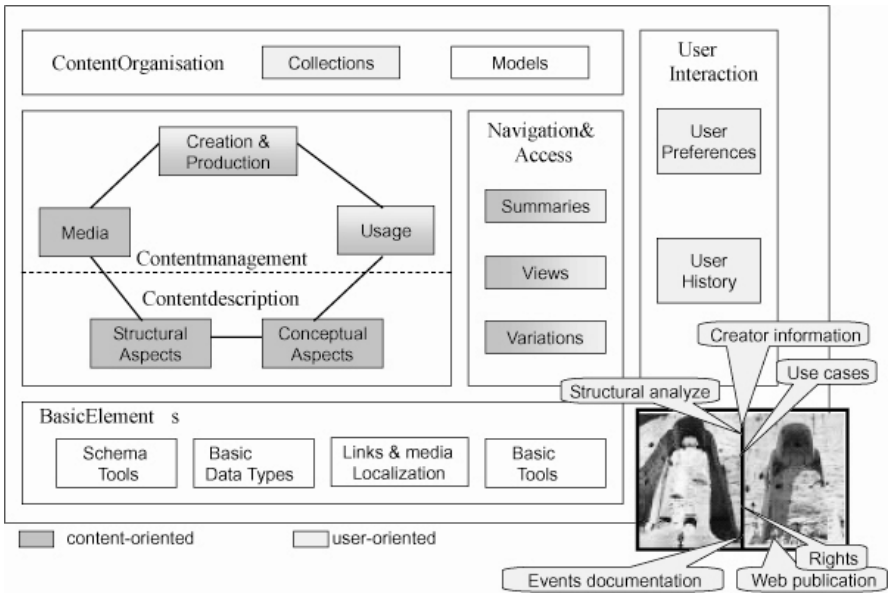 ContentOrganisation
Collections
Models
User
Interaction
User
Preferences
User
History
Creation &
Production
Media
Usage
Contentmanagement
Contentdescription
Structural
Aspects
Conceptual
Aspects
Navigation&
Access
Summaries
Views
Variations
BasicElement s
Schema
Tools
Basic
Data Types
Links & media
Localization
Basic
Tools
Creator information
Use cases
Structural analyze
Rights
Events documentation
Web publication
content-oriented
user-oriented